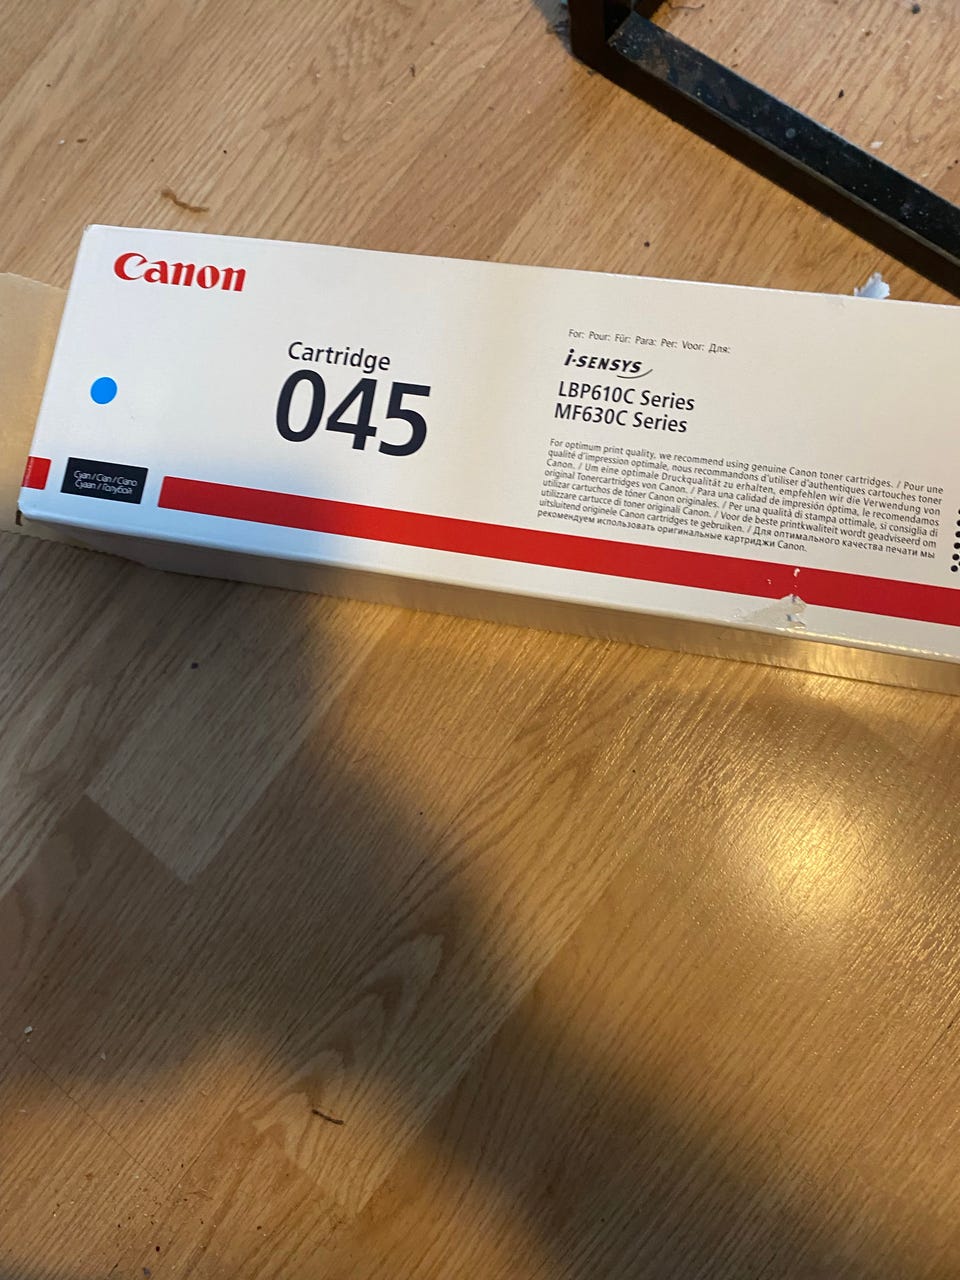 Canon
Cartridge
045
Cyan / Cian / Ciano
Cyaan / Голубой
For: Pour: Für: Para: Per: Voor: Для:
i-SENSYS
LBP610C Series
MF630C Series
For optimum print quality, we recommend using genuine Canon toner cartridges. / Pour une
qualité d'impression optimale, nous recommandons d'utiliser d'authentiques cartouches toner
Canon. / Um eine optimale Druckqualität zu erhalten, empfehlen wir die Verwendung von
original Tonercartridges von Canon. / Para una calidad de impresión óptima, le recomendamos
utilizar cartuchos de tóner Canon originales. / Per una qualità di stampa ottimale, si consiglia di
utilizzare cartucce di toner originali Canon. / Voor de beste printkwaliteit wordt geadviseerd om
uitsluitend originele Canon cartridges te gebruiken. / Для оптимального качества печати мы
рекомендуем использовать оригинальные картриджи Canon.